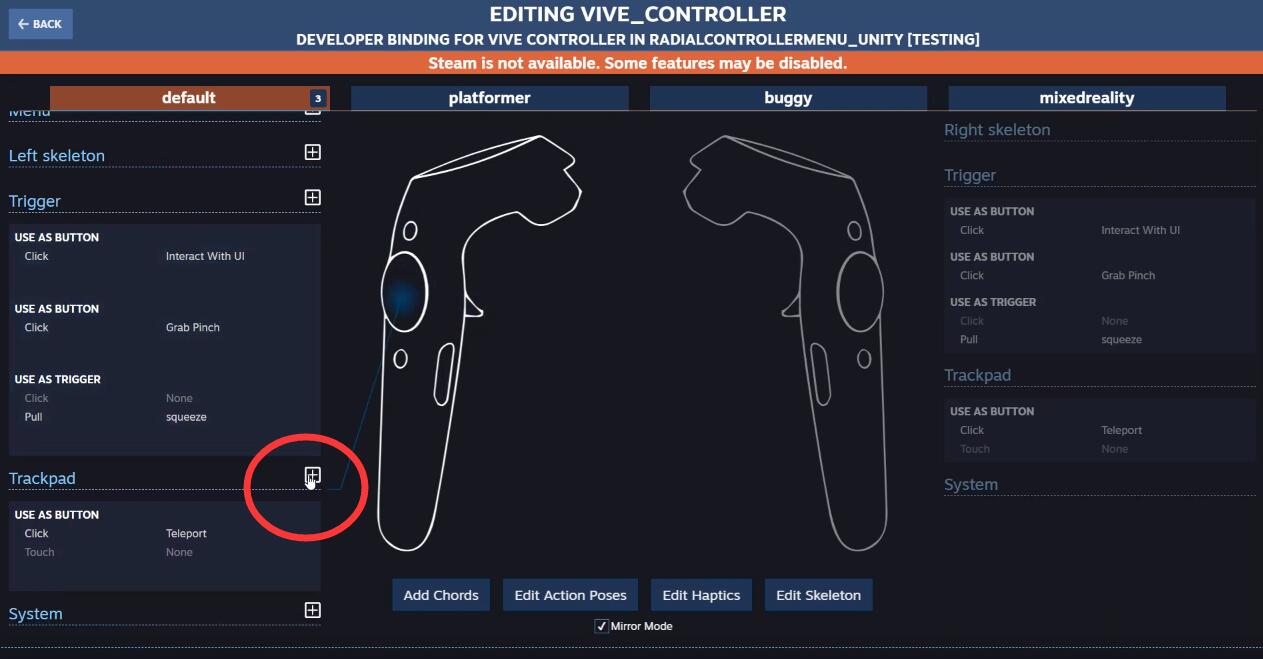 ← BACK
EDITING VIVE_CONTROLLER
DEVELOPER BINDING FOR VIVE CONTROLLER IN RADIALCONTROLLERMENU_UNITY [TESTING]
Steam is not available. Some features may be disabled.
default 3 platformer buggy mixedreality
Menu
Left skeleton
Trigger
USE AS BUTTON
Click Interact With UI
USE AS BUTTON
Click Grab Pinch
USE AS TRIGGER
Click None
Pull squeeze
Trackpad
USE AS BUTTON
Click Teleport
Touch None
System
Add Chords Edit Action Poses Edit Haptics Edit Skeleton
Mirror Mode
Right skeleton
Trigger
USE AS BUTTON
Click Interact With UI
USE AS BUTTON
Click Grab Pinch
USE AS TRIGGER
Click None
Pull squeeze
Trackpad
USE AS BUTTON
Click Teleport
Touch None
System